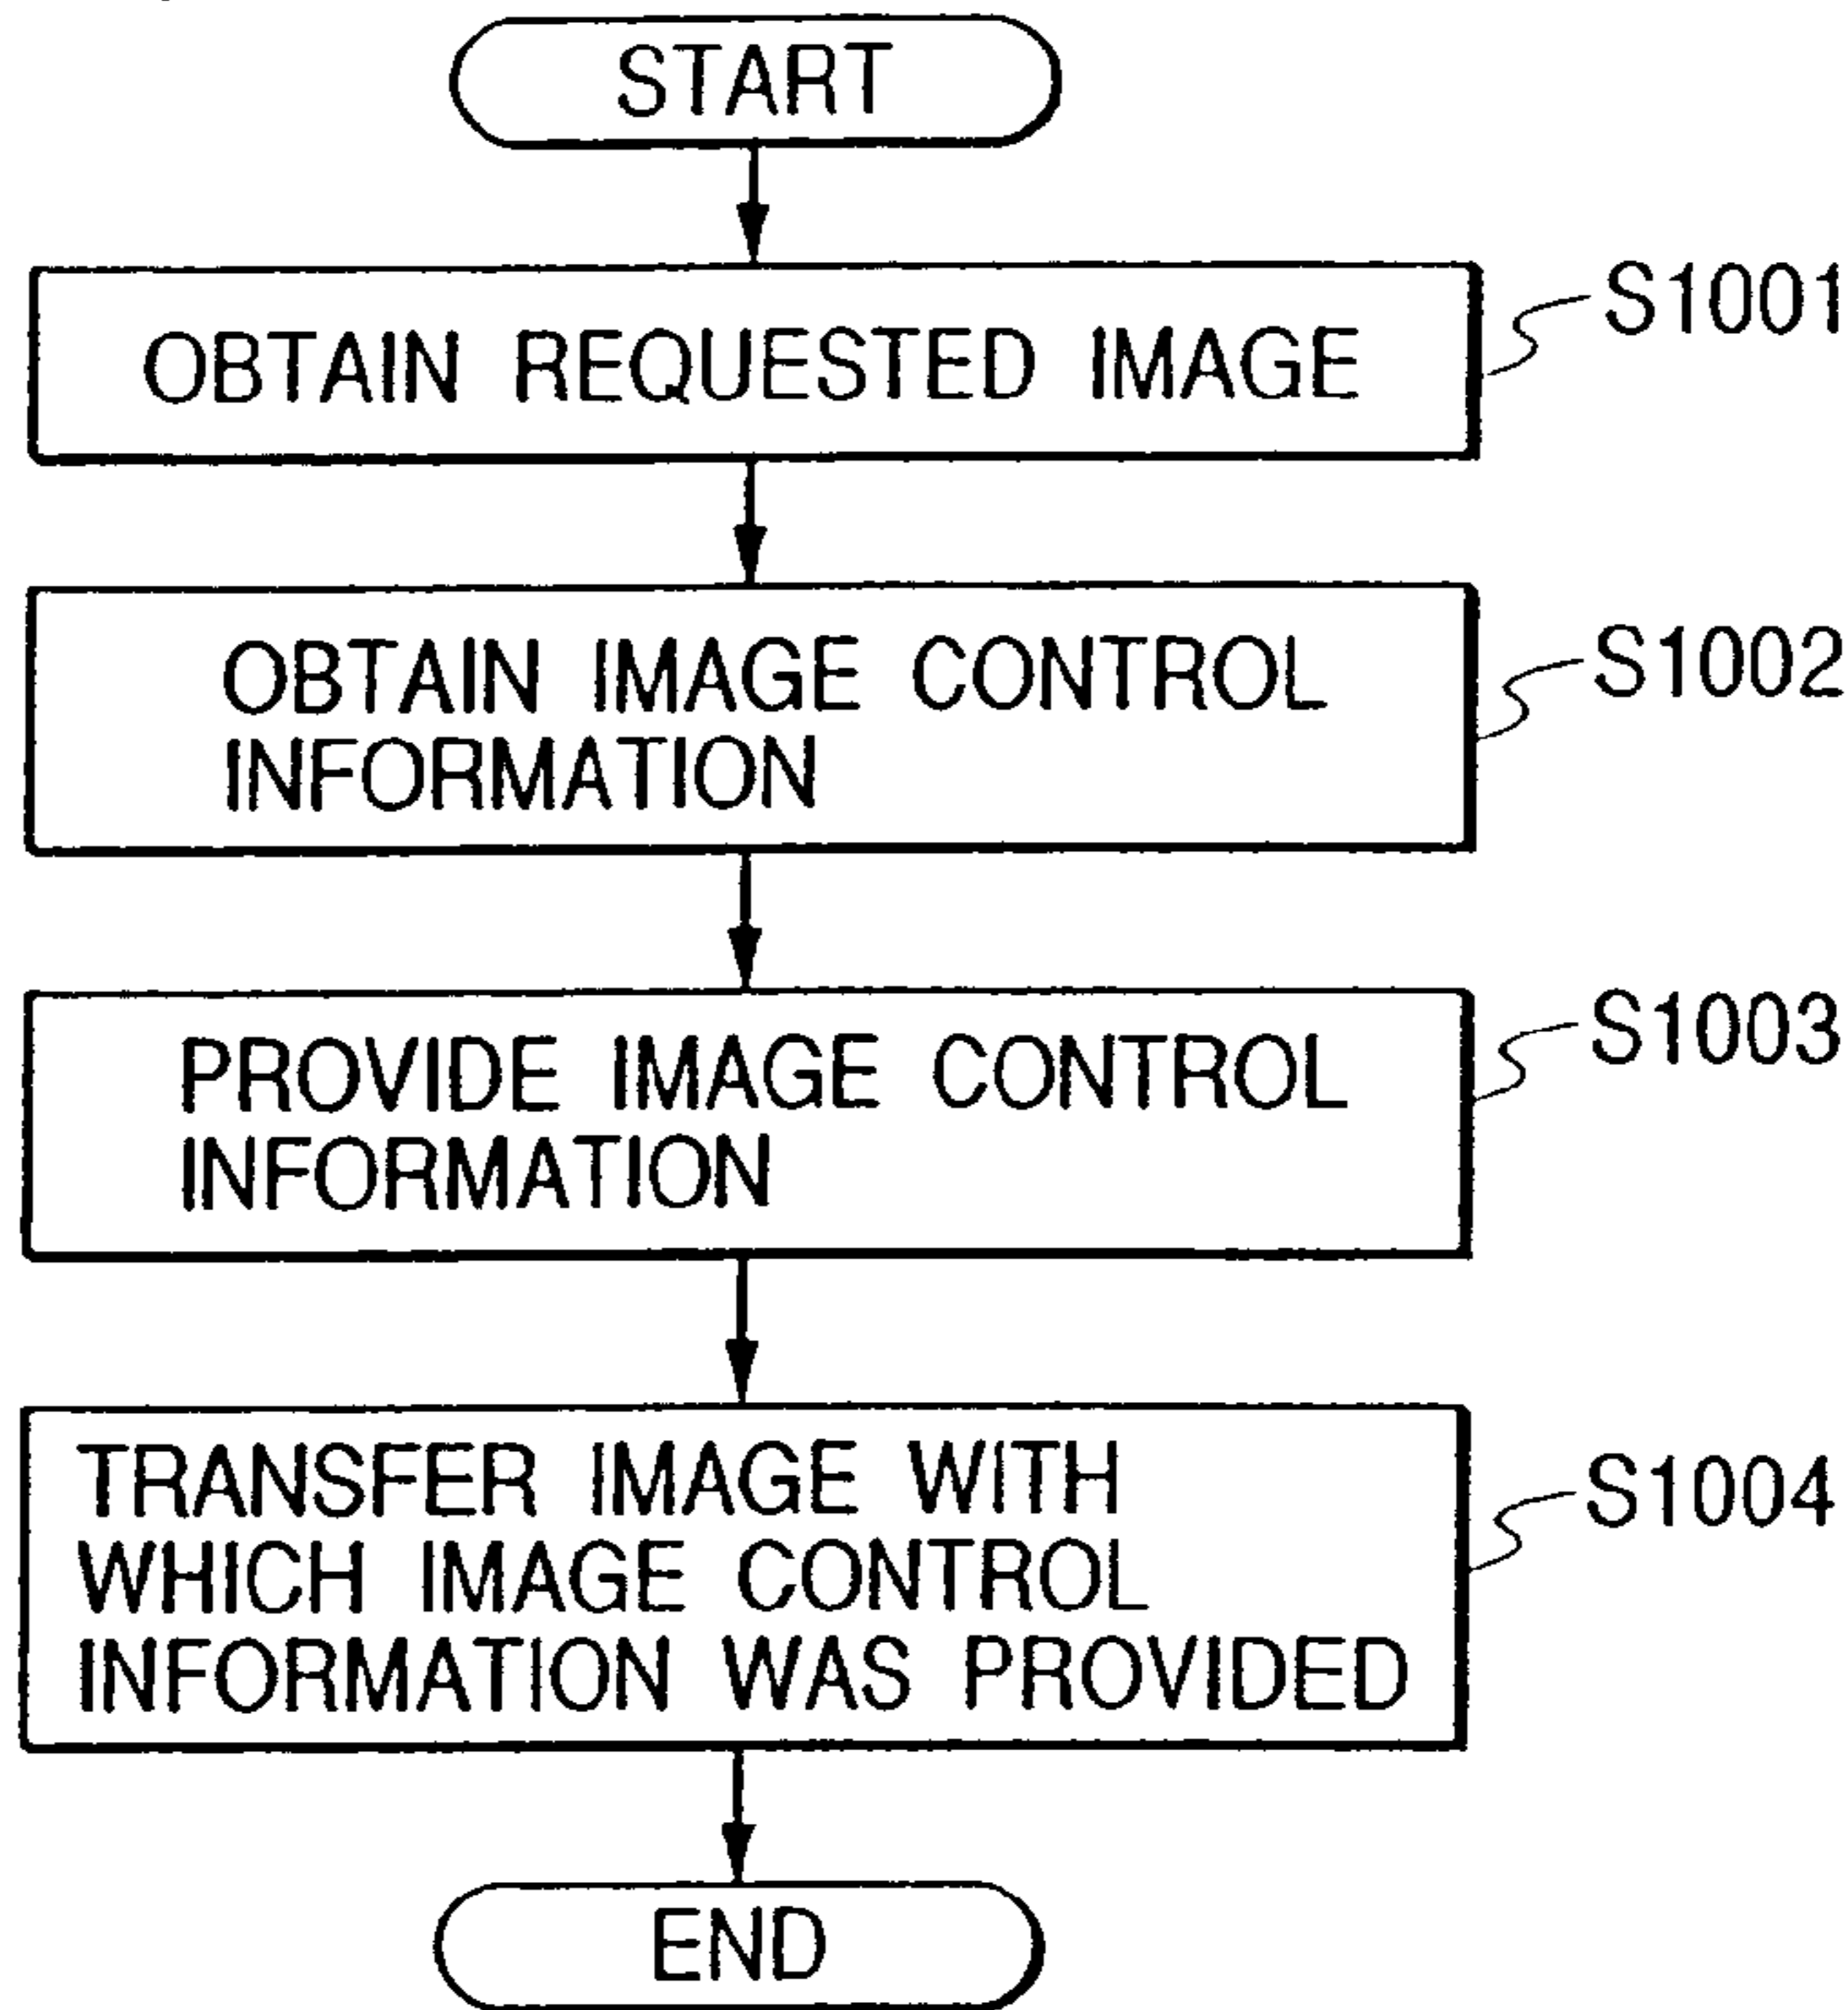 START
OBTAIN REQUESTED IMAGE
S1001
OBTAIN IMAGE CONTROL
INFORMATION
S1002
PROVIDE IMAGE CONTROL
INFORMATION
S1003
TRANSFER IMAGE WITH
WHICH IMAGE CONTROL
INFORMATION WAS PROVIDED
S1004
END